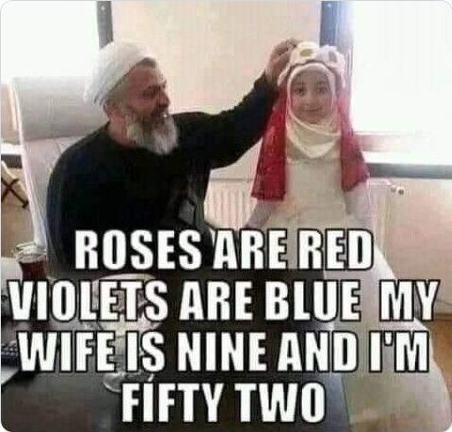 ROSES ARE RED
VIOLETS ARE BLUE MY
WIFE IS NINE AND I'M
FIFTY TWO